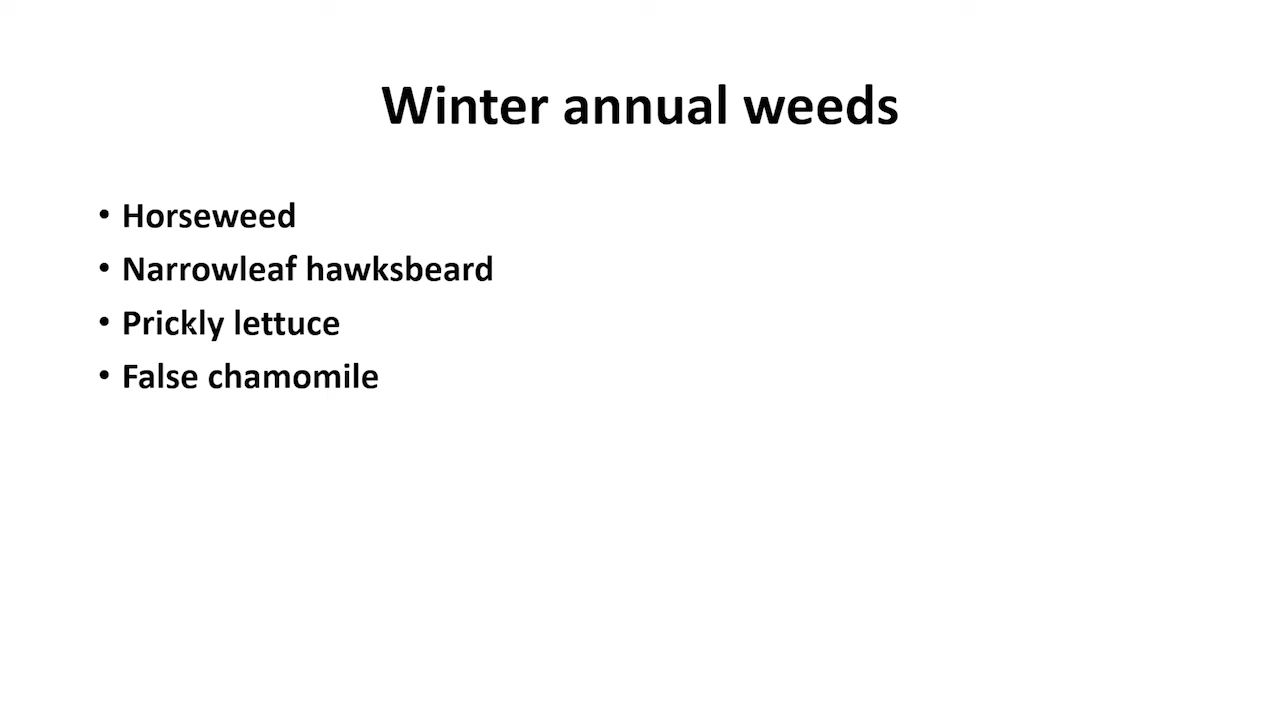 Winter annual weeds
• Horseweed
• Narrowleaf hawksbeard
• Prickly lettuce
• False chamomile